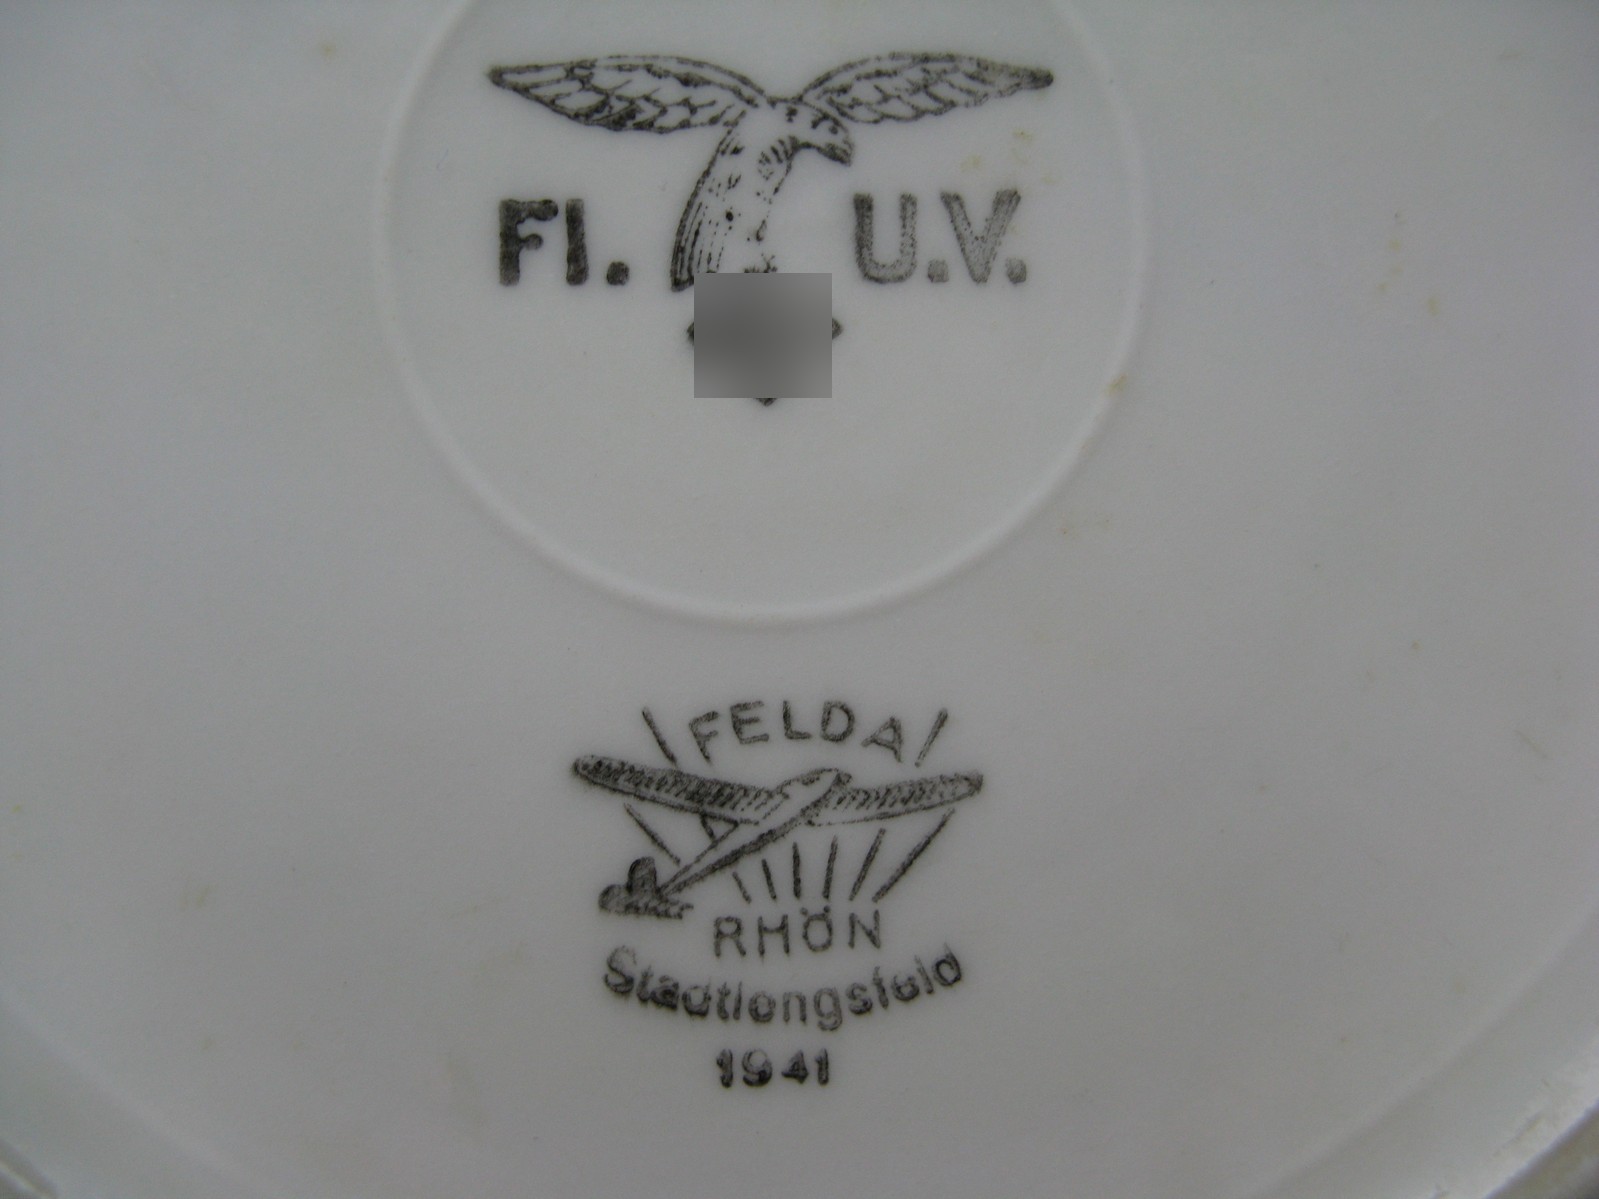 Fl. U.V.
FELDA
RHÖN
Stadtlengsfeld
1941